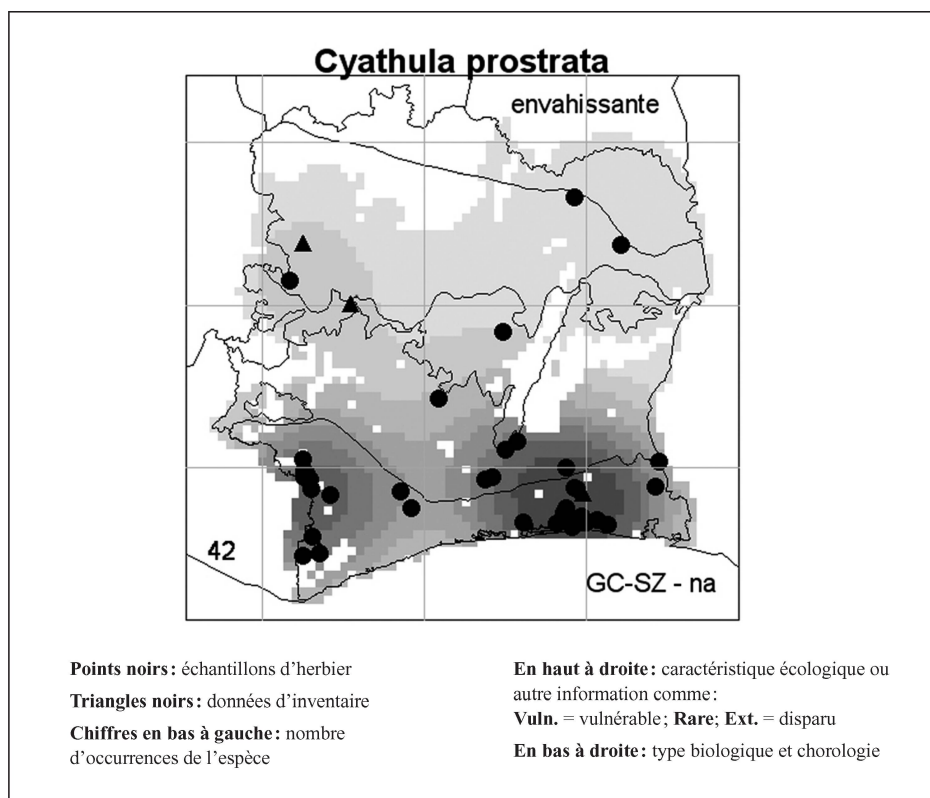 Cyathula prostrata
envahissante
42
GC-SZ - na
Points noirs : échantillons d’herbier
Triangles noirs : données d’inventaire
Chiffres en bas à gauche : nombre
d’occurrences de l’espèce
En haut à droite : caractéristique écologique ou
autre information comme :
Vuln. = vulnérable ; Rare; Ext. = disparu
En bas à droite : type biologique et chorologie